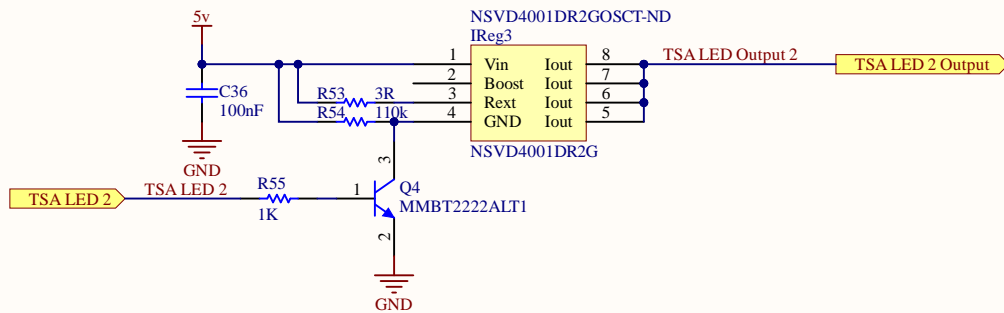 NSVD4001DR2GOSCT-ND
5v
IReg3
1 Vin Iout 8 TSA LED Output 2 TSA LED 2 Output
2 Boost Iout 7
C36 R53 3R 3 Rext Iout 6
100nF R54 110k 4 GND Iout 5
NSVD4001DR2G
GND
3
TSA LED 2 TSA LED 2 R55 1 Q4
1K MMBT2222ALT1
2
GND